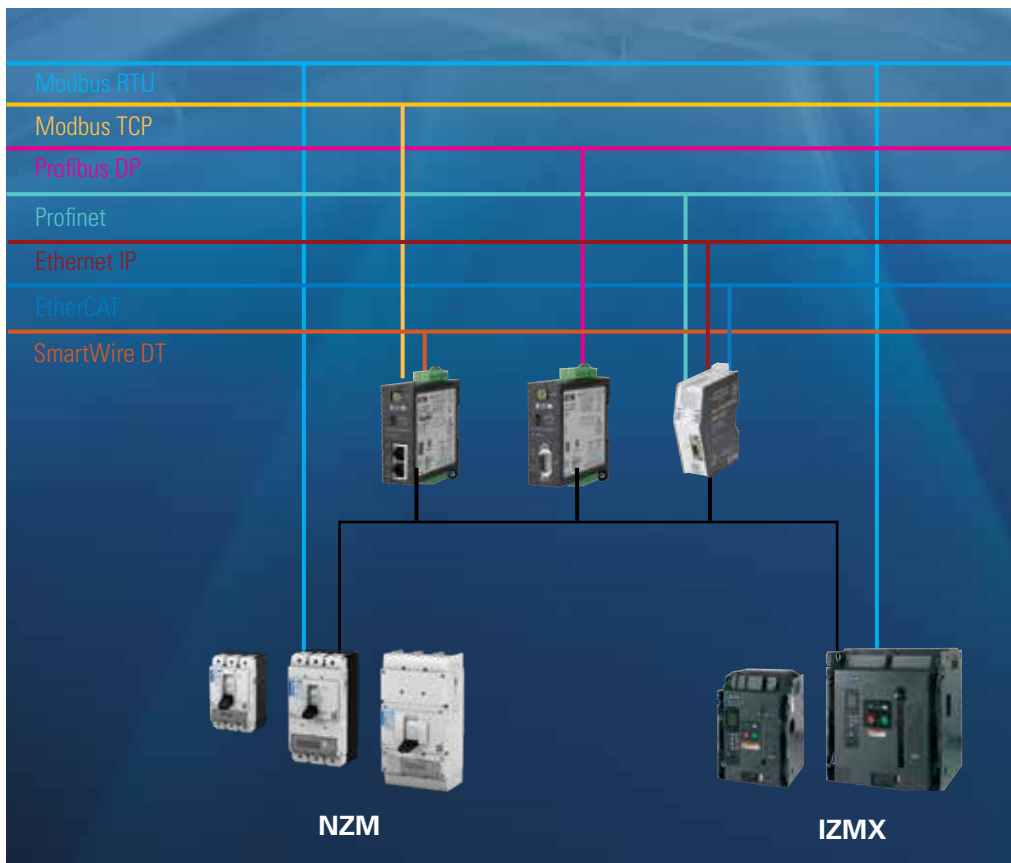 Modbus RTU
Modbus TCP
Profibus DP
Profinet
Ethernet IP
EtherCAT
SmartWire DT
NZM
IZMX